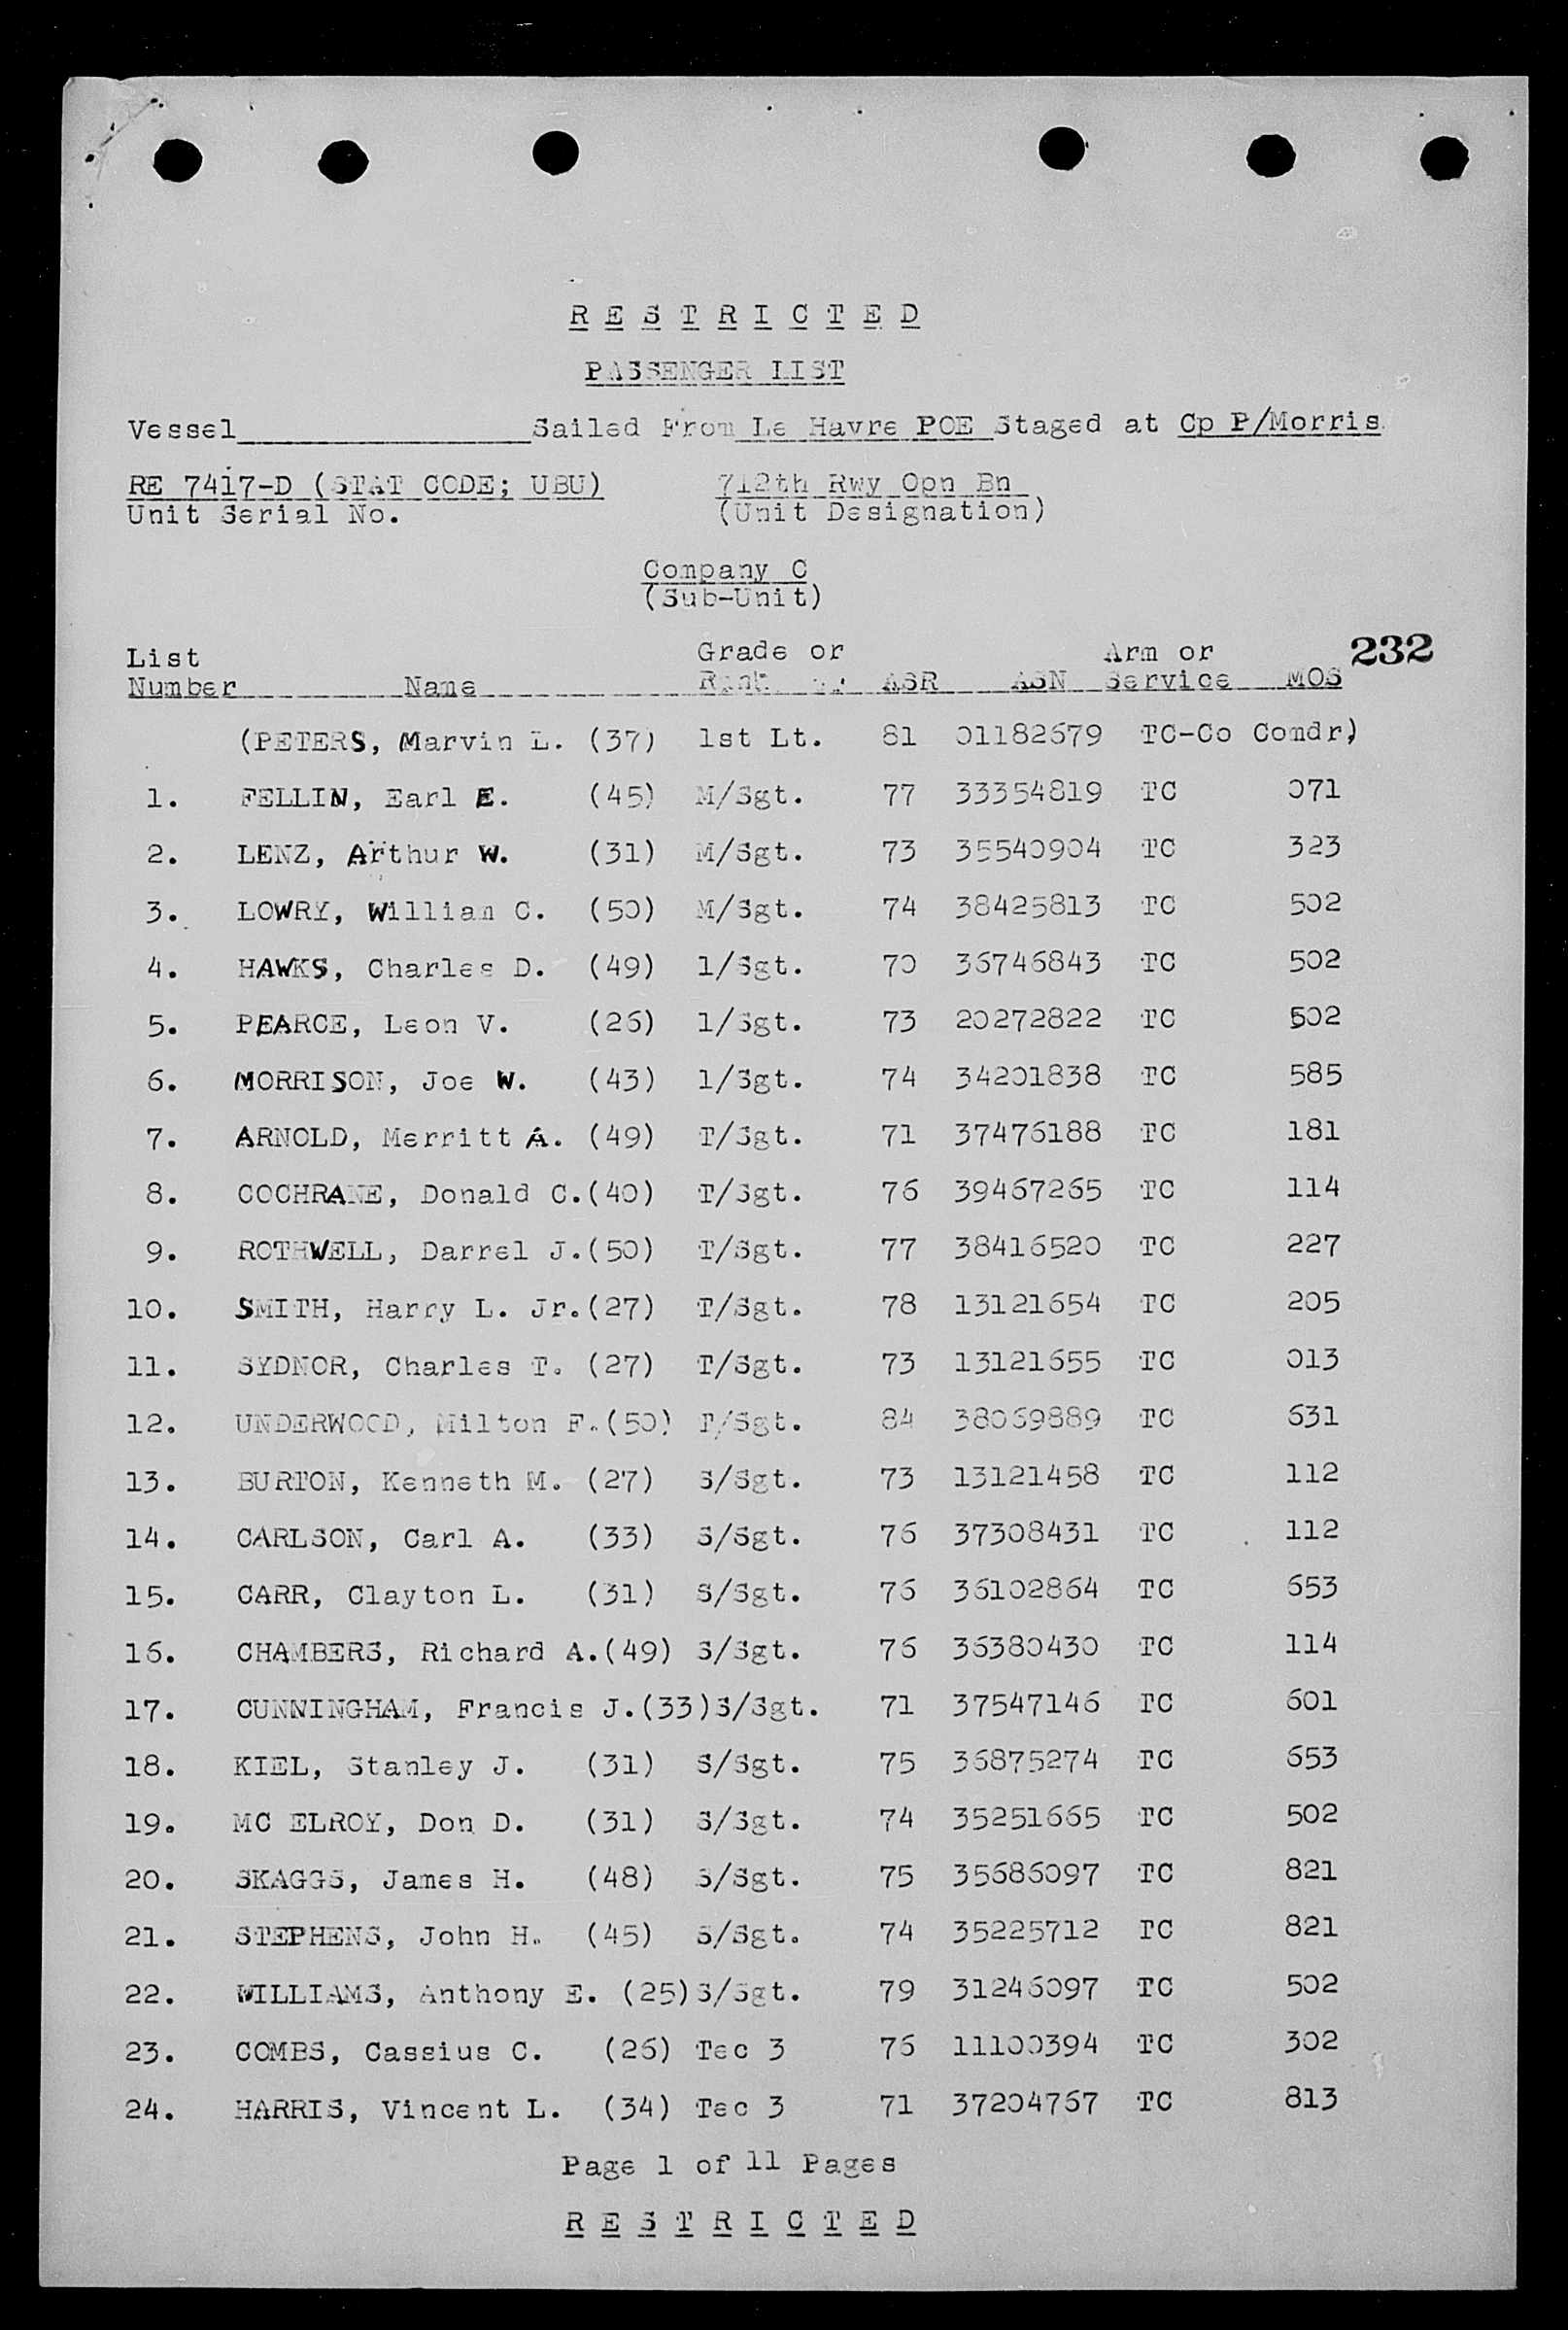 R E S T R I C T E D
PASSENGER LIST
Vessel________________Sailed From Le Havre POE Staged at Cp P/Morris
RE 7417-D (STAT CODE; UBU) 712th Rwy Opn Bn
Unit Serial No. (Unit Designation)
Company C
(Sub-Unit)
List Grade or Arm or 232
Number Name Rank ASR ASN Service MOS
(PETERS, Marvin L. (37) 1st Lt. 81 01182679 TC-Co Comdr)
1. FELLIN, Earl E. (45) M/Sgt. 77 33354819 TC 071
2. LENZ, Arthur W. (31) M/Sgt. 73 35540904 TC 323
3. LOWRY, William C. (50) M/Sgt. 74 38425813 TC 502
4. HAWKS, Charles D. (49) 1/Sgt. 70 36746843 TC 502
5. PEARCE, Leon V. (26) 1/Sgt. 73 20272822 TC 502
6. MORRISON, Joe W. (43) 1/Sgt. 74 34201838 TC 585
7. ARNOLD, Merritt A. (49) T/Sgt. 71 37476188 TC 181
8. COCHRANE, Donald C.(40) T/Sgt. 76 39467265 TC 114
9. ROTHWELL, Darrel J.(50) T/Sgt. 77 38416520 TC 227
10. SMITH, Harry L. Jr.(27) T/Sgt. 78 13121654 TC 205
11. SYDNOR, Charles T. (27) T/Sgt. 73 13121655 TC 013
12. UNDERWOOD, Milton F.(50) T/Sgt. 84 38069889 TC 631
13. BURTON, Kenneth M. (27) S/Sgt. 73 13121458 TC 112
14. CARLSON, Carl A. (33) S/Sgt. 76 37308431 TC 112
15. CARR, Clayton L. (31) S/Sgt. 76 36102864 TC 653
16. CHAMBERS, Richard A.(49) S/Sgt. 76 36380430 TC 114
17. CUNNINGHAM, Francis J.(33)S/Sgt. 71 37547146 TC 601
18. KIEL, Stanley J. (31) S/Sgt. 75 36875274 TC 653
19. MC ELROY, Don D. (31) S/Sgt. 74 35251665 TC 502
20. SKAGGS, James H. (48) S/Sgt. 75 35686097 TC 821
21. STEPHENS, John H. (45) S/Sgt. 74 35225712 TC 821
22. WILLIAMS, Anthony E. (25)S/Sgt. 79 31246097 TC 502
23. COMBS, Cassius C. (26) Tec 3 76 11100394 TC 302
24. HARRIS, Vincent L. (34) Tec 3 71 37204767 TC 813
Page 1 of 11 Pages
R E S T R I C T E D